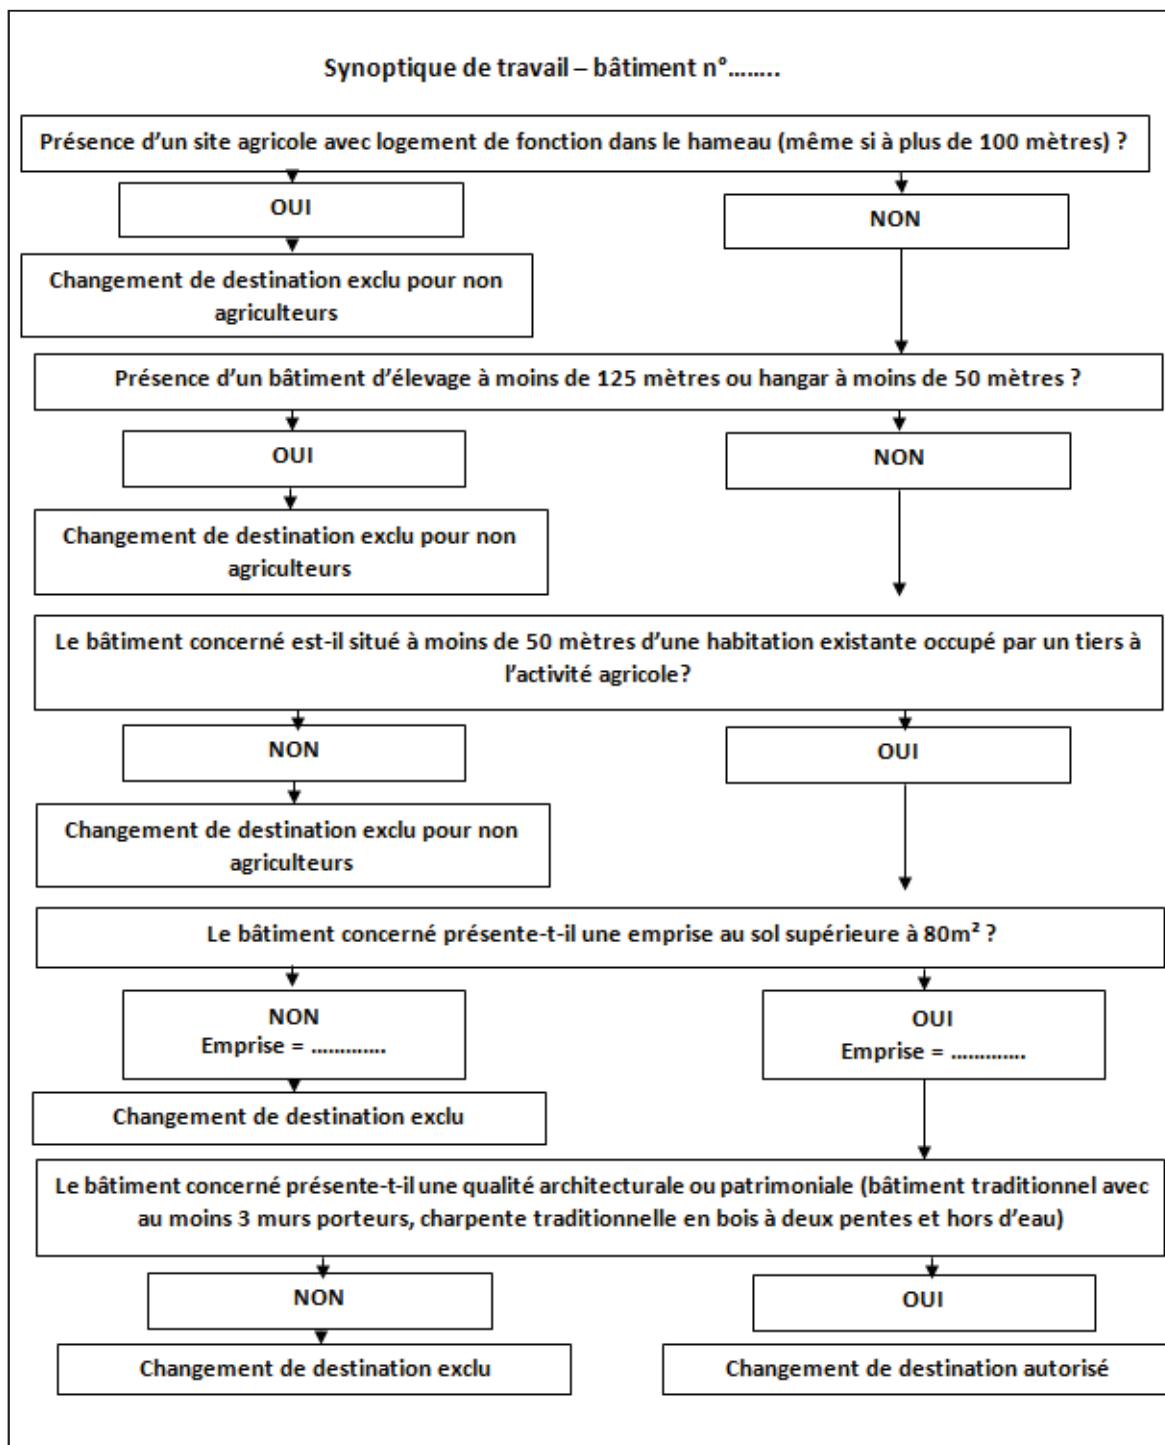 Synoptique de travail – bâtiment n°........
Présence d’un site agricole avec logement de fonction dans le hameau (même si à plus de 100 mètres) ?
OUI
NON
Changement de destination exclu pour non
agriculteurs
Présence d’un bâtiment d’élevage à moins de 125 mètres ou hangar à moins de 50 mètres ?
OUI
NON
Changement de destination exclu pour non
agriculteurs
Le bâtiment concerné est-il situé à moins de 50 mètres d’une habitation existante occupé par un tiers à
l’activité agricole?
NON
OUI
Changement de destination exclu pour non
agriculteurs
Le bâtiment concerné présente-t-il une emprise au sol supérieure à 80m² ?
NON
Emprise = .............
OUI
Emprise = .............
Changement de destination exclu
Le bâtiment concerné présente-t-il une qualité architecturale ou patrimoniale (bâtiment traditionnel avec
au moins 3 murs porteurs, charpente traditionnelle en bois à deux pentes et hors d’eau)
NON
OUI
Changement de destination exclu
Changement de destination autorisé